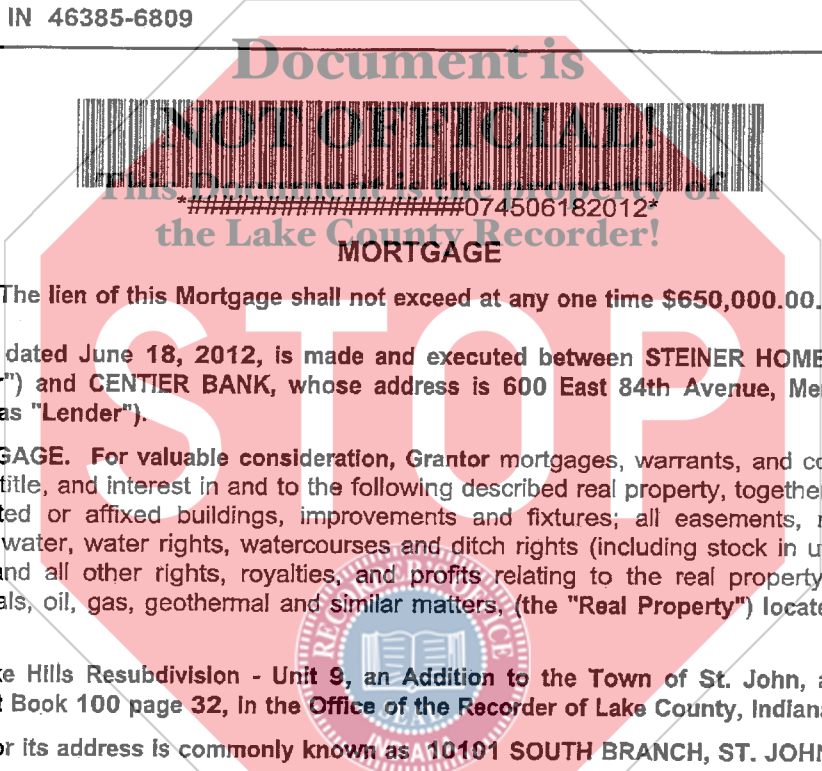 IN 46385-6809
Document is
NOT OFFICIAL!
This Document is the property of
*####################074506182012*
the Lake County Recorder!
MORTGAGE
The lien of this Mortgage shall not exceed at any one time $650,000.00.
dated June 18, 2012, is made and executed between STEINER HOME
r") and CENTIER BANK, whose address is 600 East 84th Avenue, Me
as "Lender").
GAGE. For valuable consideration, Grantor mortgages, warrants, and co
title, and interest in and to the following described real property, together
ted or affixed buildings, improvements and fixtures; all easements, r
water, water rights, watercourses and ditch rights (including stock in u
and all other rights, royalties, and profits relating to the real property
als, oil, gas, geothermal and similar matters, (the "Real Property") locate
ke Hills Resubdivision - Unit 9, an Addition to the Town of St. John, a
t Book 100 page 32, in the Office of the Recorder of Lake County, Indiana
or its address is commonly known as 10101 SOUTH BRANCH, ST. JOHN
STOP
RECORDER'S OFFICE
SEAL
INDIANA